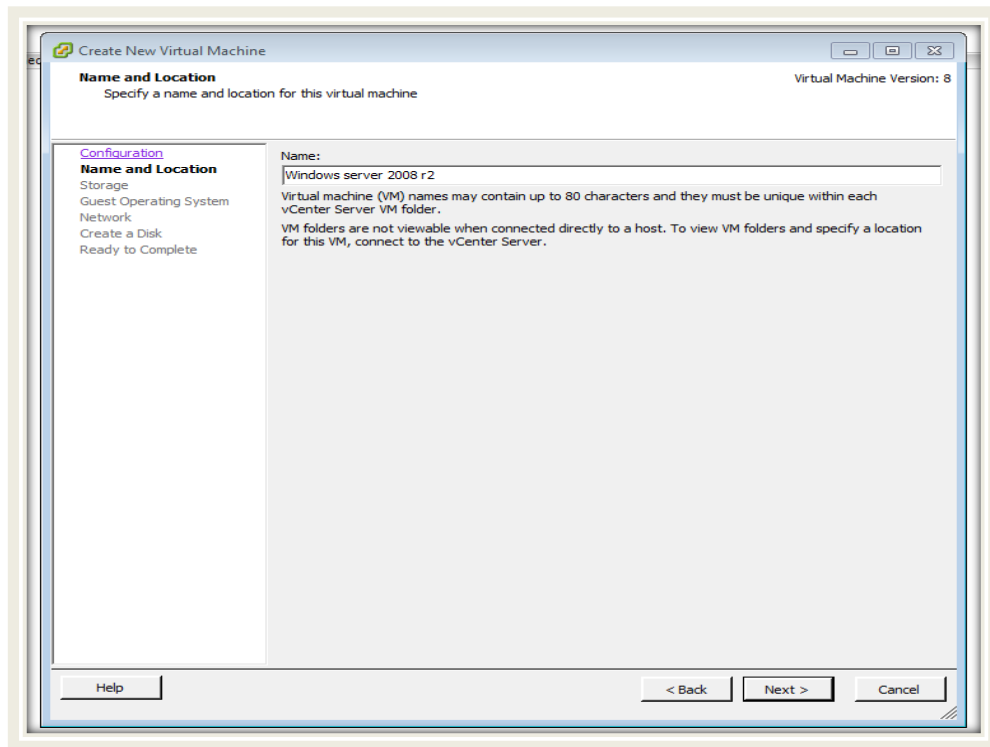 ec
Create New Virtual Machine
Name and Location
Specify a name and location for this virtual machine
Virtual Machine Version: 8
Configuration
Name and Location
Storage
Guest Operating System
Network
Create a Disk
Ready to Complete
Name:
Windows server 2008 r2
Virtual machine (VM) names may contain up to 80 characters and they must be unique within each
vCenter Server VM folder.
VM folders are not viewable when connected directly to a host. To view VM folders and specify a location
for this VM, connect to the vCenter Server.
Help
< Back
Next >
Cancel